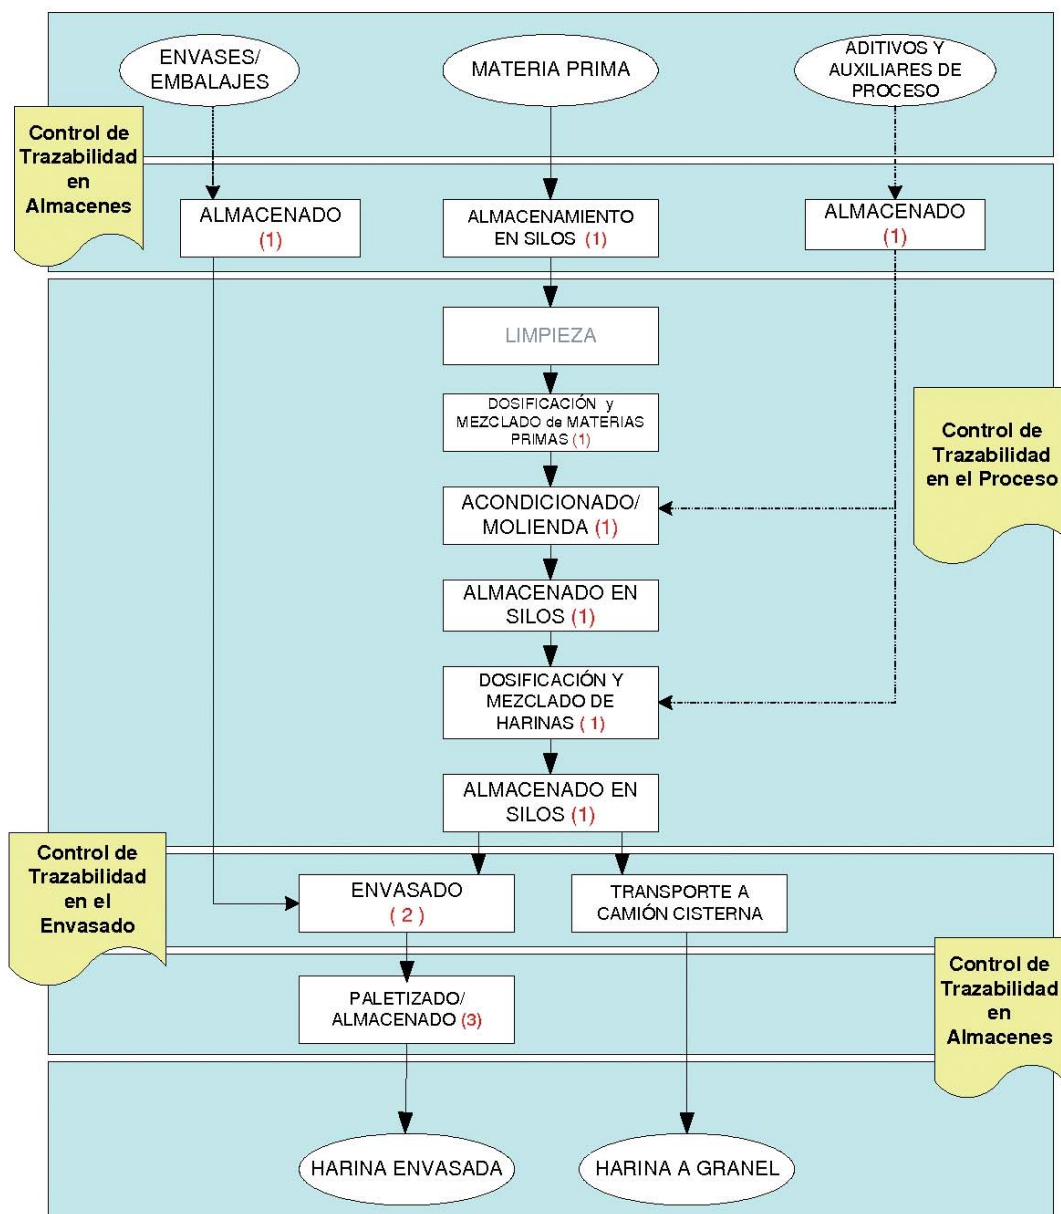 ENVASES/
EMBALAJES
MATERIA PRIMA
ADITIVOS Y
AUXILIARES DE
PROCESO
Control de
Trazabilidad
en
Almacenes
ALMACENADO
(1)
ALMACENAMIENTO
EN SILOS (1)
ALMACENADO
(1)
LIMPIEZA
DOSIFICACIÓN y
MEZCLADO de MATERIAS
PRIMAS (1)
Control de
Trazabilidad
en el Proceso
ACONDICIONADO/
MOLIENDA (1)
ALMACENADO EN
SILOS (1)
DOSIFICACIÓN Y
MEZCLADO DE
HARINAS ( 1)
ALMACENADO EN
SILOS (1)
Control de
Trazabilidad
en el
Envasado
ENVASADO
( 2 )
TRANSPORTE A
CAMIÓN CISTERNA
PALETIZADO/
ALMACENADO (3)
Control de
Trazabilidad
en
Almacenes
HARINA ENVASADA
HARINA A GRANEL